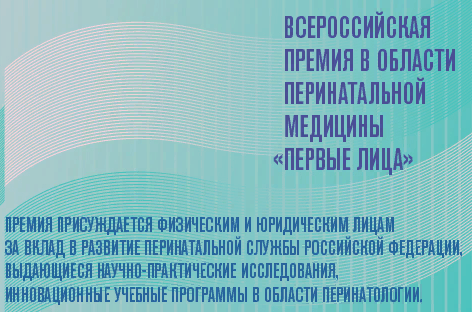 ВСЕРОССИЙСКАЯ
ПРЕМИЯ В ОБЛАСТИ
ПЕРИНАТАЛЬНОЙ
МЕДИЦИНЫ
«ПЕРВЫЕ ЛИЦА»
ПРЕМИЯ ПРИСУЖДАЕТСЯ ФИЗИЧЕСКИМ И ЮРИДИЧЕСКИМ ЛИЦАМ
ЗА ВКЛАД В РАЗВИТИЕ ПЕРИНАТАЛЬНОЙ СЛУЖБЫ РОССИЙСКОЙ ФЕДЕРАЦИИ,
ВЫДАЮЩИЕСЯ НАУЧНО-ПРАКТИЧЕСКИЕ ИССЛЕДОВАНИЯ,
ИННОВАЦИОННЫЕ УЧЕБНЫЕ ПРОГРАММЫ В ОБЛАСТИ ПЕРИНАТОЛОГИИ.